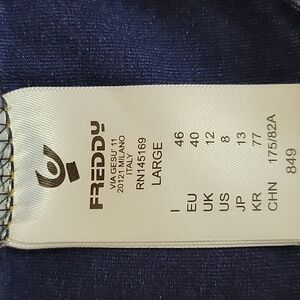 FREDDY
VIA GESU' 11
20121 MILANO
ITALY
RN145169
LARGE
I 46
EU 40
UK 12
US 8
JP 13
KR 77
CHN 175/82A
849